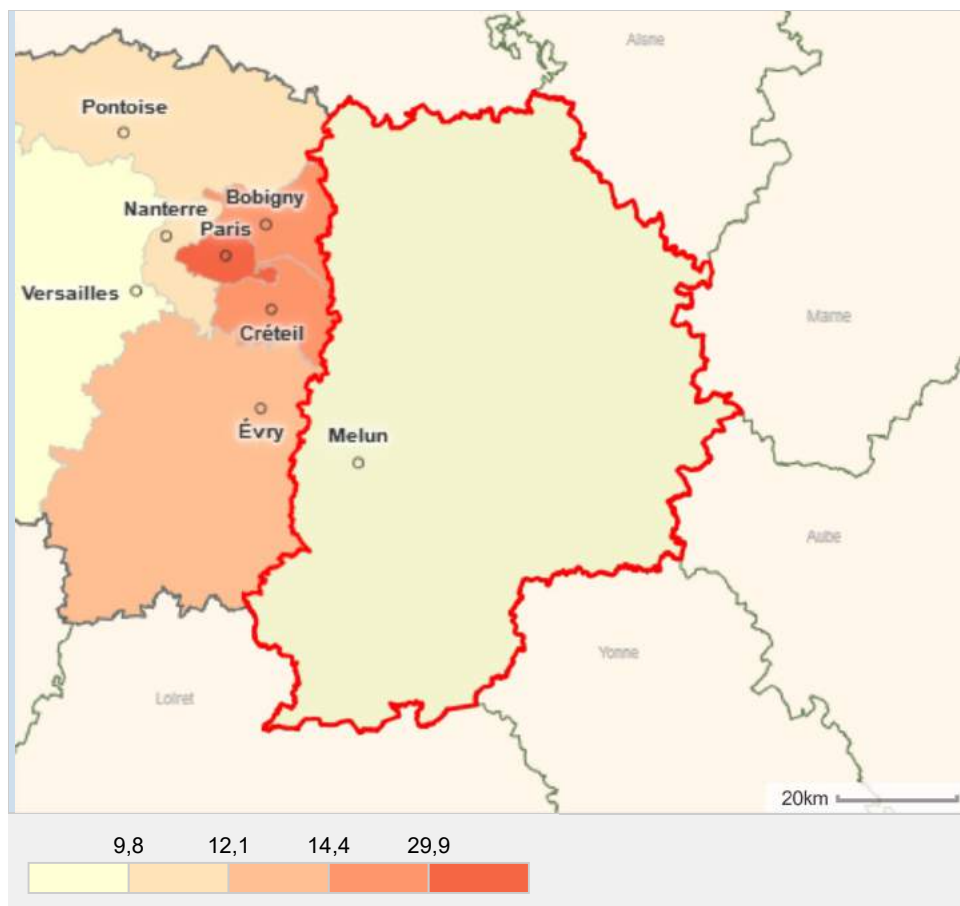 Aisne
Pontoise
Bobigny
Nanterre
Paris
Versailles
Marne
Créteil
Évry
Melun
Aube
Yonne
Loiret
20km
9,8 12,1 14,4 29,9